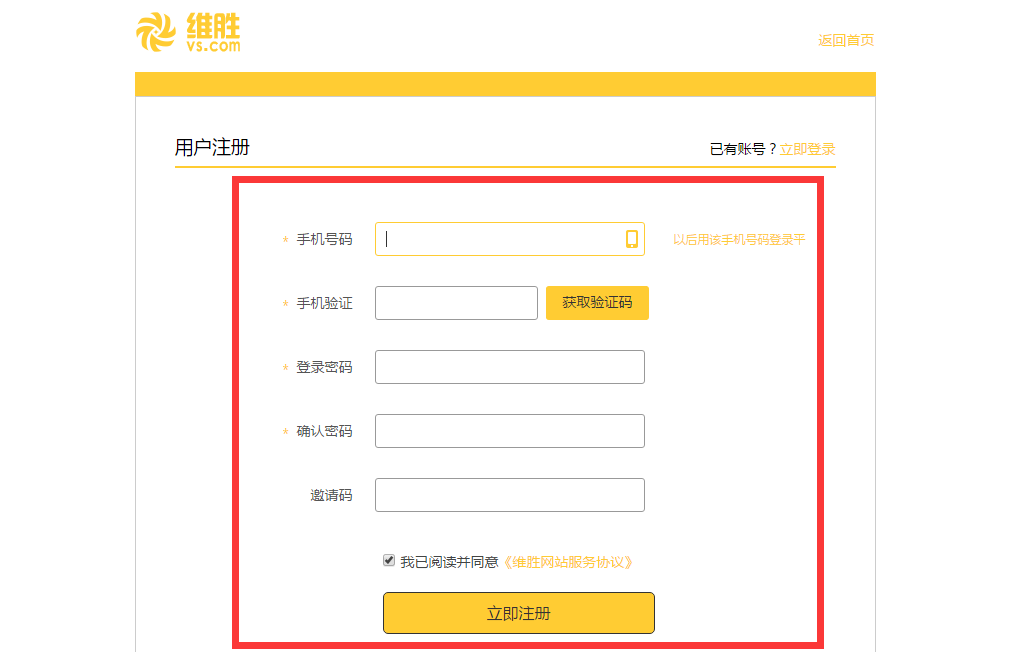 维胜
vs.com
返回首页
用户注册
已有账号？立即登录
* 手机号码
以后用该手机号码登录平
* 手机验证
获取验证码
* 登录密码
* 确认密码
邀请码
我已阅读并同意《维胜网站服务协议》
立即注册